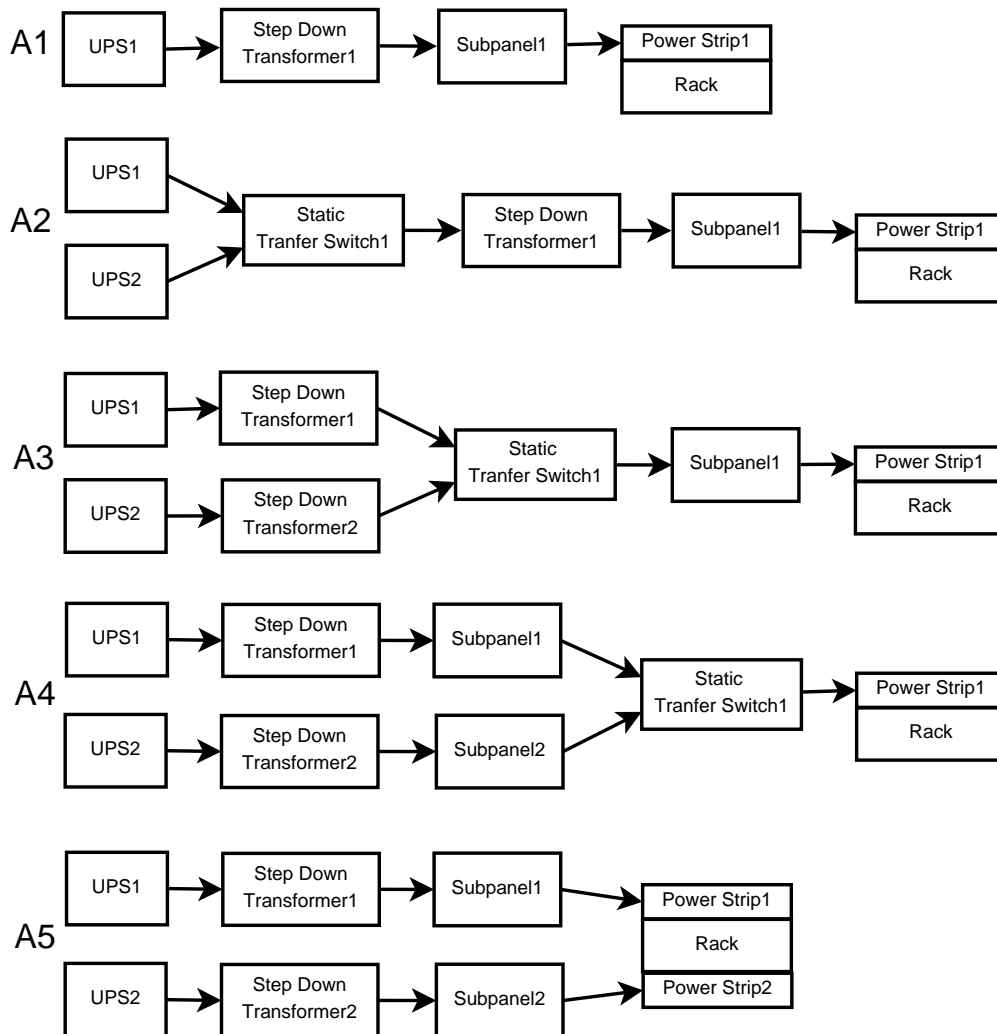 A1
UPS1
Step Down
Transformer1
Subpanel1
Power Strip1
Rack
A2
UPS1
UPS2
Static
Tranfer Switch1
Step Down
Transformer1
Subpanel1
Power Strip1
Rack
A3
UPS1
Step Down
Transformer1
UPS2
Step Down
Transformer2
Static
Tranfer Switch1
Subpanel1
Power Strip1
Rack
A4
UPS1
Step Down
Transformer1
Subpanel1
UPS2
Step Down
Transformer2
Subpanel2
Static
Tranfer Switch1
Power Strip1
Rack
A5
UPS1
Step Down
Transformer1
Subpanel1
UPS2
Step Down
Transformer2
Subpanel2
Power Strip1
Rack
Power Strip2